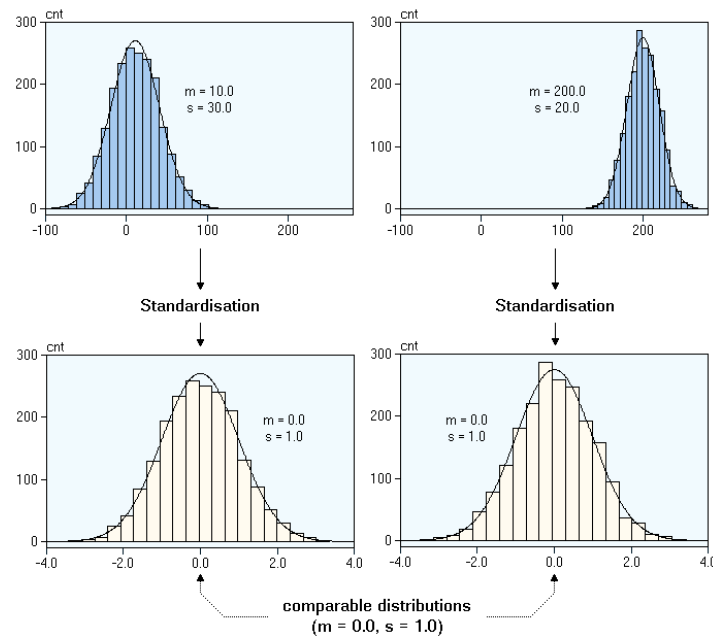 cnt
300
200
100
0
-100
0
100
200
m = 10.0
s = 30.0
cnt
300
200
100
0
-100
0
100
200
m = 200.0
s = 20.0
Standardisation
Standardisation
cnt
300
200
100
0
-4.0
-2.0
0.0
2.0
4.0
m = 0.0
s = 1.0
cnt
300
200
100
0
-4.0
-2.0
0.0
2.0
4.0
m = 0.0
s = 1.0
comparable distributions
(m = 0.0, s = 1.0)